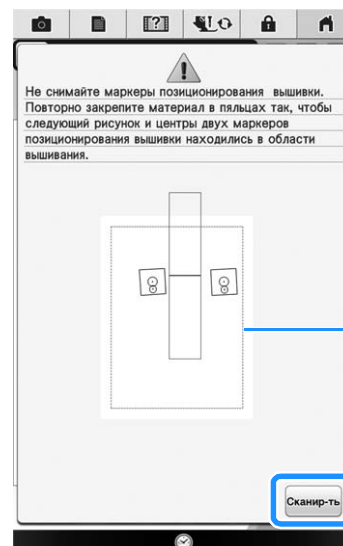 Не снимайте маркеры позиционирования вышивки.
Повторно закрепите материал в пяльцах так, чтобы
следующий рисунок и центры двух маркеров
позиционирования вышивки находились в области
вышивания.
Сканир-ть